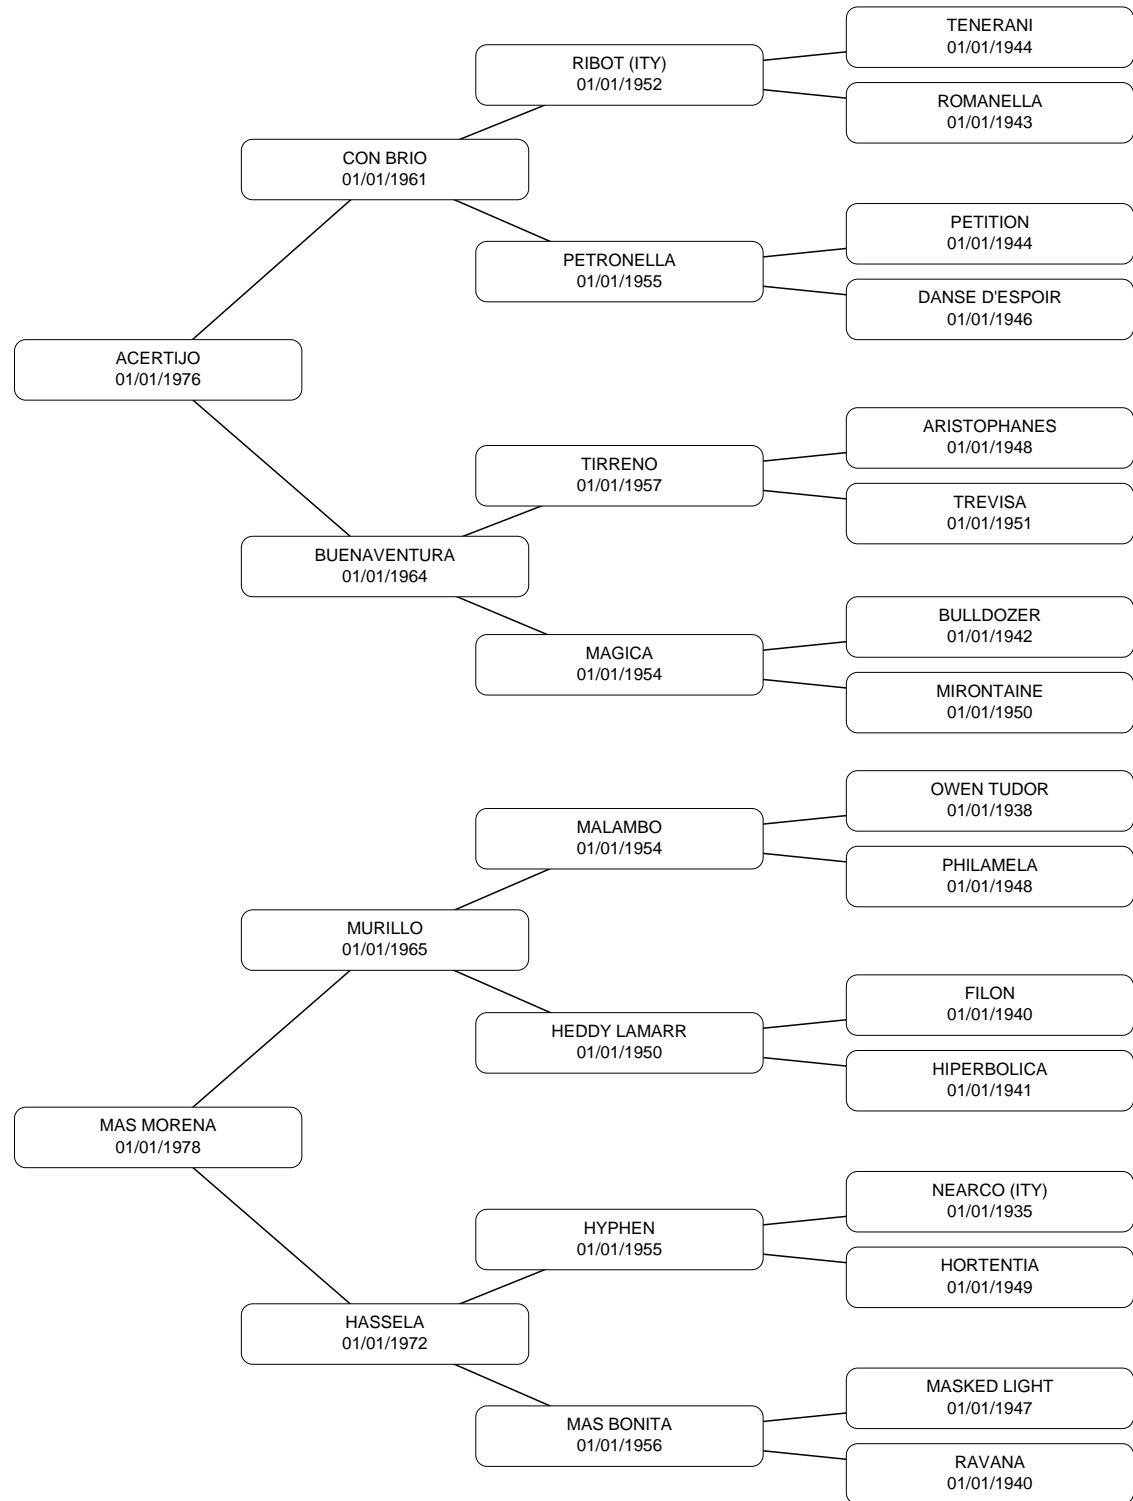 TENERANI
01/01/1944
RIBOT (ITY)
01/01/1952
ROMANELLA
01/01/1943
CON BRIO
01/01/1961
PETITION
01/01/1944
PETRONELLA
01/01/1955
DANSE D'ESPOIR
01/01/1946
ACERTIJO
01/01/1976
ARISTOPHANES
01/01/1948
TIRRENO
01/01/1957
TREVISA
01/01/1951
BUENAVENTURA
01/01/1964
BULLDOZER
01/01/1942
MAGICA
01/01/1954
MIRONTAINE
01/01/1950
OWEN TUDOR
01/01/1938
MALAMBO
01/01/1954
PHILAMELA
01/01/1948
MURILLO
01/01/1965
FILON
01/01/1940
HEDDY LAMARR
01/01/1950
HIPERBOLICA
01/01/1941
MAS MORENA
01/01/1978
NEARCO (ITY)
01/01/1935
HYPHEN
01/01/1955
HORTENTIA
01/01/1949
HASSELA
01/01/1972
MASKED LIGHT
01/01/1947
MAS BONITA
01/01/1956
RAVANA
01/01/1940